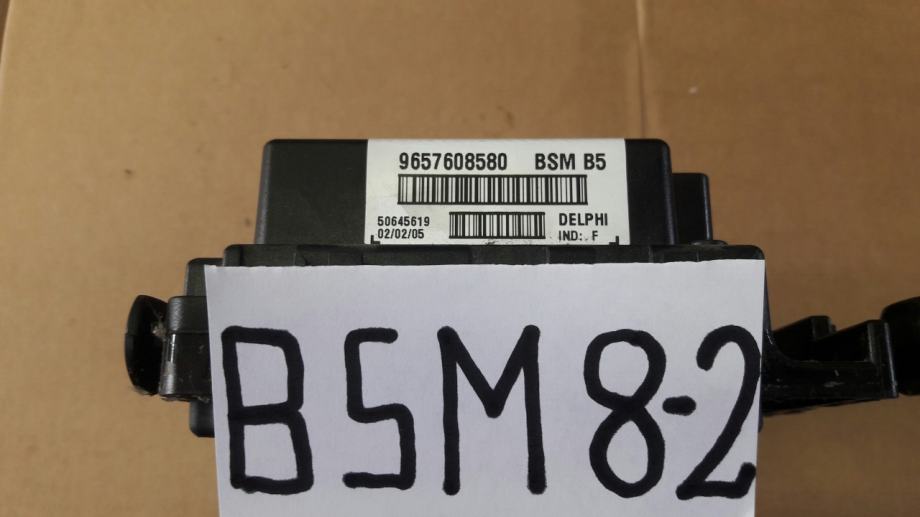 9657608580 BSM B5
50645619 DELPHI
02/02/05 IND: F
BSM 8-2